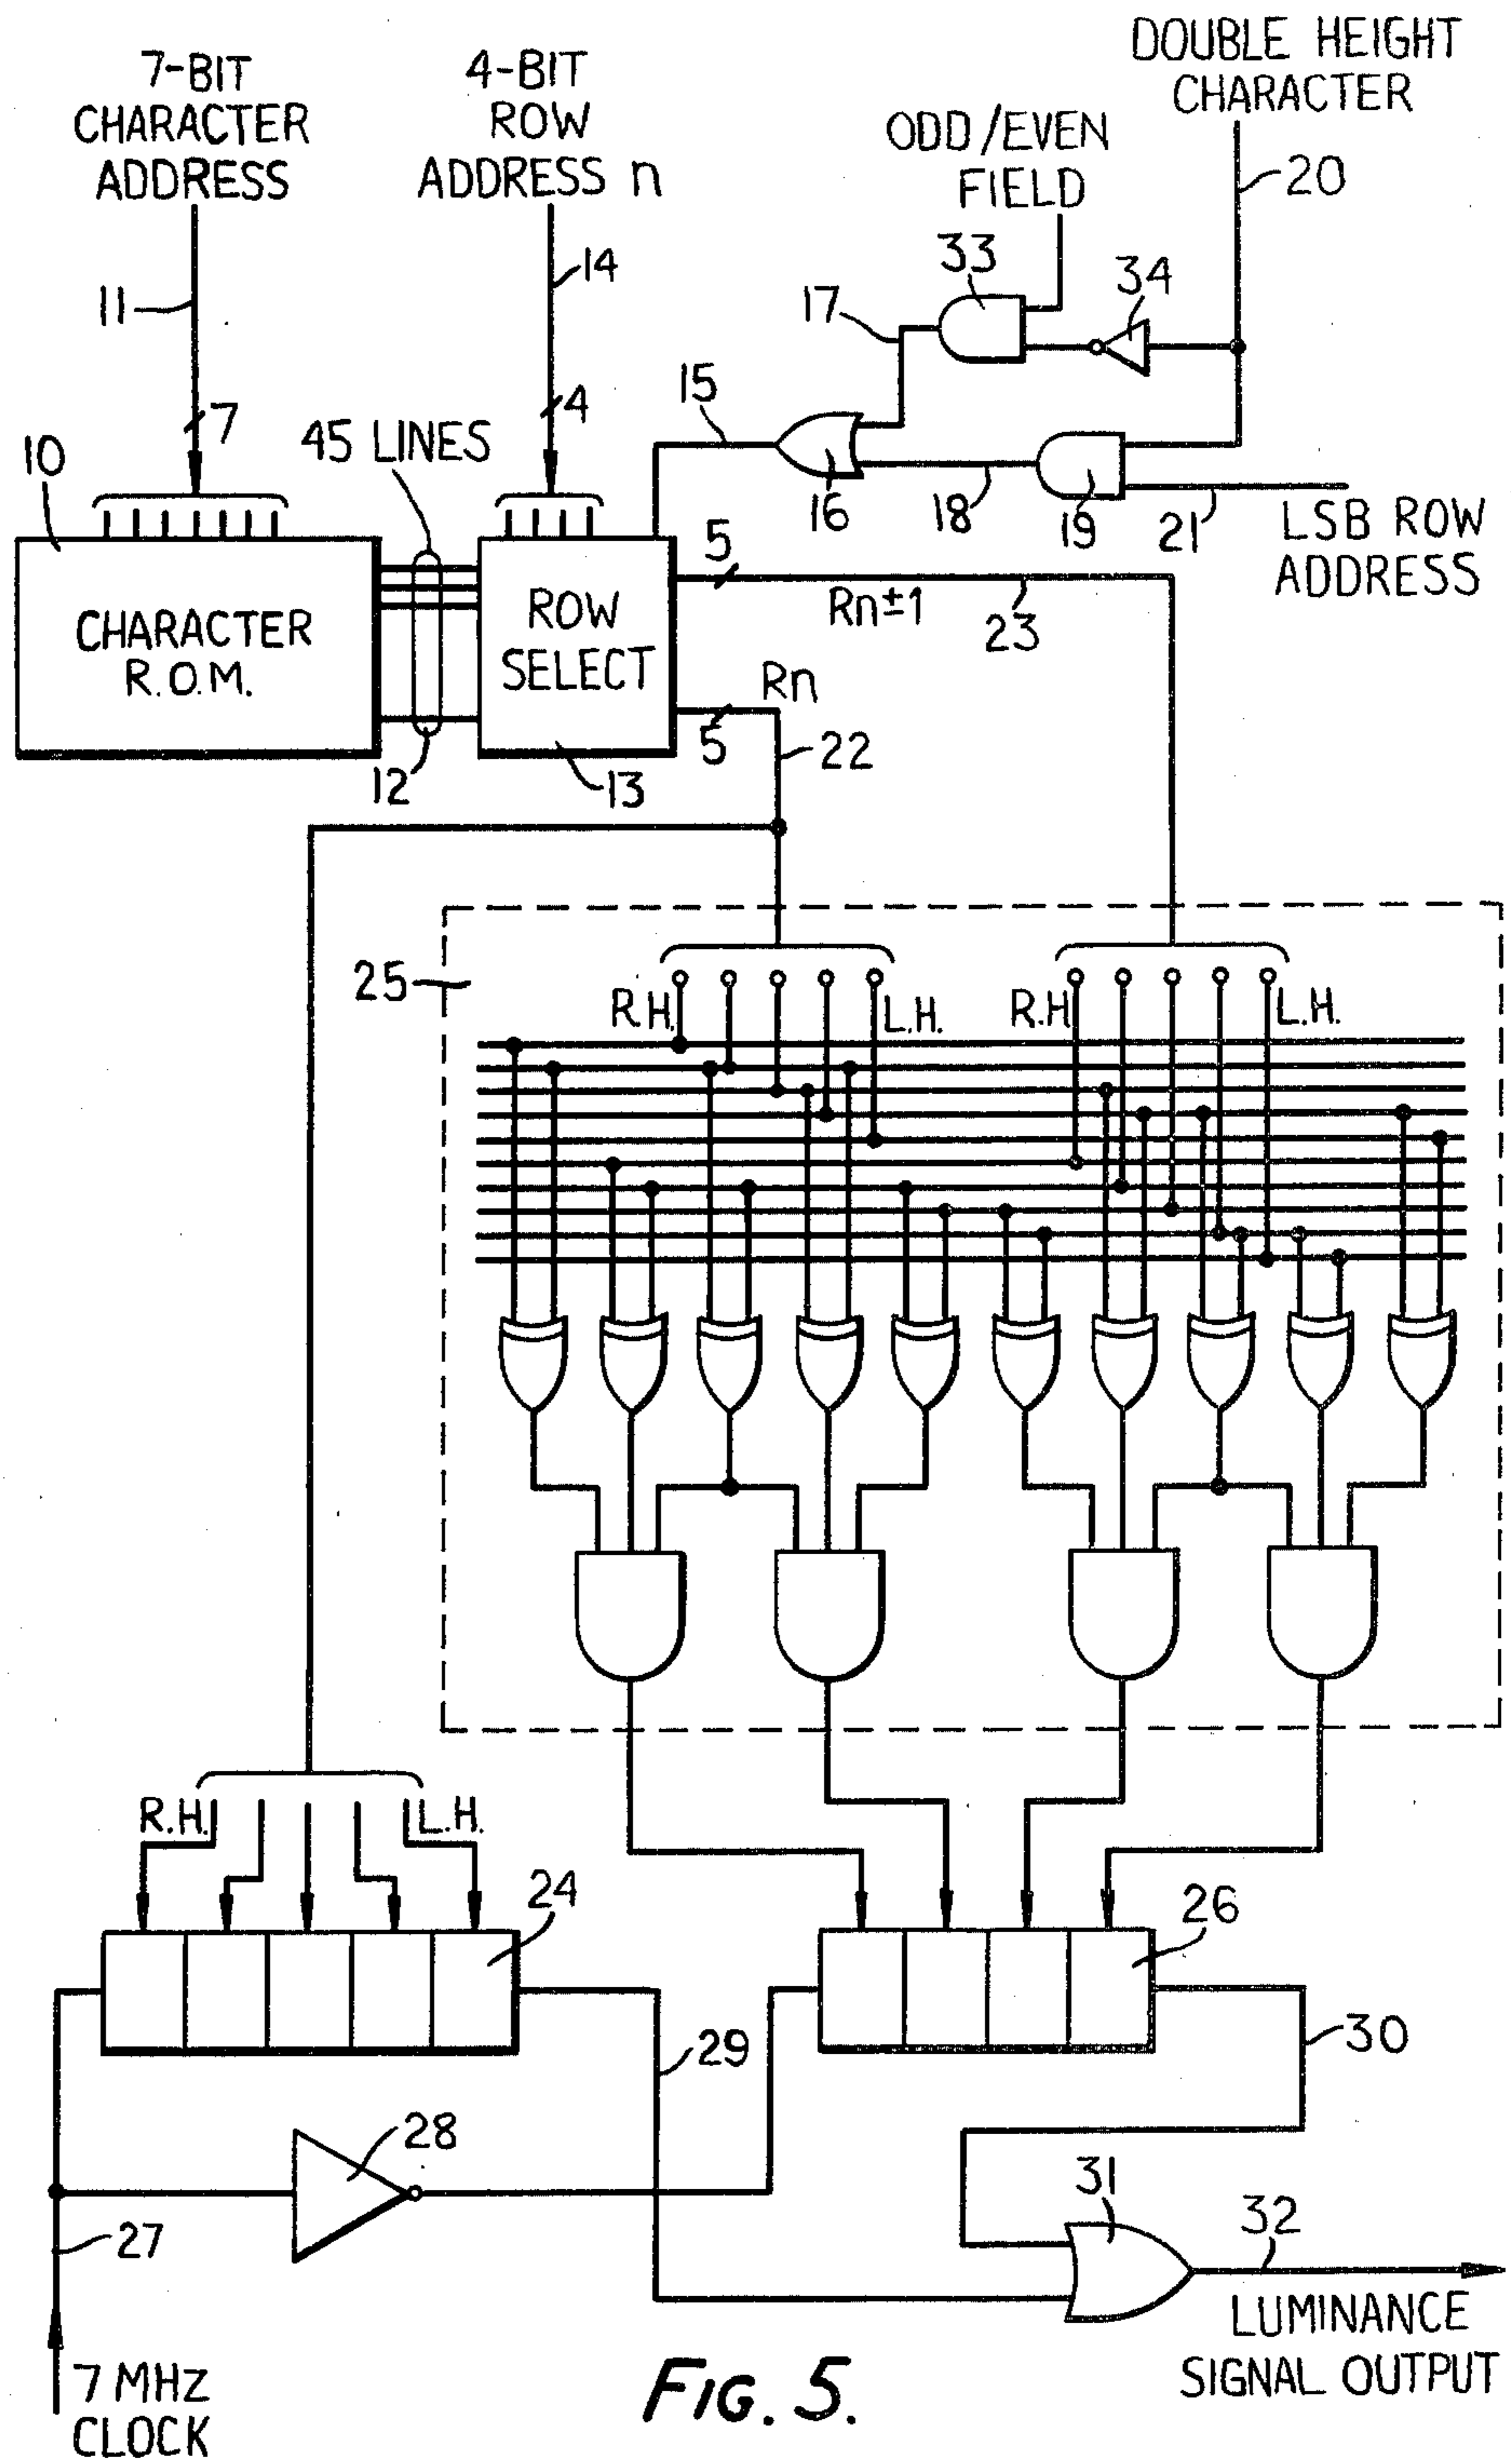 7-BIT
CHARACTER
ADDRESS
4-BIT
ROW
ADDRESS n
DOUBLE HEIGHT
CHARACTER
ODD/EVEN
FIELD
20
33
34
14
11
17
15
7
4
45 LINES
10
16
18
19
21
LSB ROW
ADDRESS
5
Rn±1
23
CHARACTER
R.O.M.
ROW
SELECT
Rn
5
22
12
13
25
R.H.
L.H.
R.H
L.H.
R.H.
L.H.
24
26
29
30
28
31
32
27
LUMINANCE
SIGNAL OUTPUT
7 MHz
CLOCK
FIG. 5.